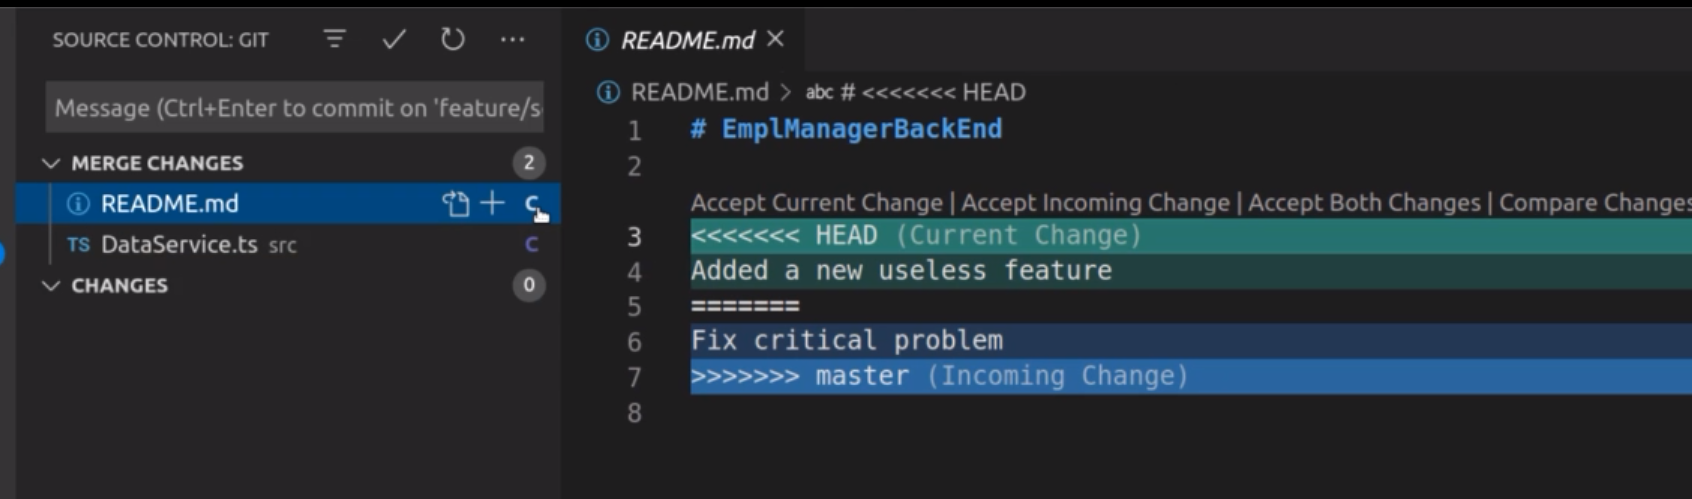 SOURCE CONTROL: GIT
Message (Ctrl+Enter to commit on 'feature/s
MERGE CHANGES 2
README.md C
TS DataService.ts src C
CHANGES 0
README.md
README.md > abc # <<<<<<< HEAD
1 # EmplManagerBackEnd
2
Accept Current Change | Accept Incoming Change | Accept Both Changes | Compare Changes
3 <<<<<<< HEAD (Current Change)
4 Added a new useless feature
5 =======
6 Fix critical problem
7 >>>>>>> master (Incoming Change)
8